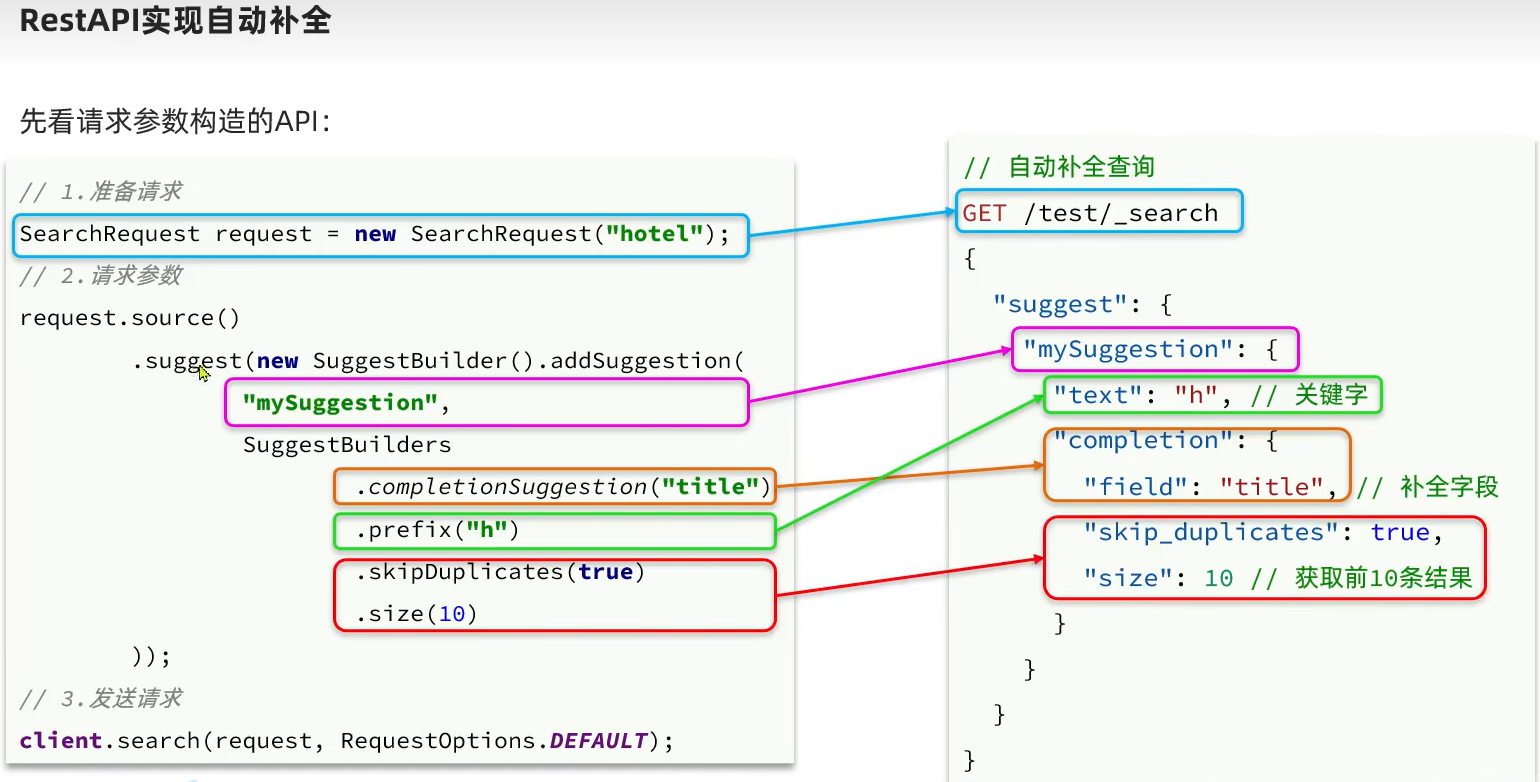 RestAPI实现自动补全
先看请求参数构造的API：
// 1.准备请求
SearchRequest request = new SearchRequest("hotel");
// 2.请求参数
request.source()
.suggest(new SuggestBuilder().addSuggestion(
"mySuggestion",
SuggestBuilders
.completionSuggestion("title")
.prefix("h")
.skipDuplicates(true)
.size(10)
));
// 3.发送请求
client.search(request, RequestOptions.DEFAULT);
// 自动补全查询
GET /test/_search
{
"suggest": {
"mySuggestion": {
"text": "h", // 关键字
"completion": {
"field": "title", // 补全字段
"skip_duplicates": true,
"size": 10 // 获取前10条结果
}
}
}
}